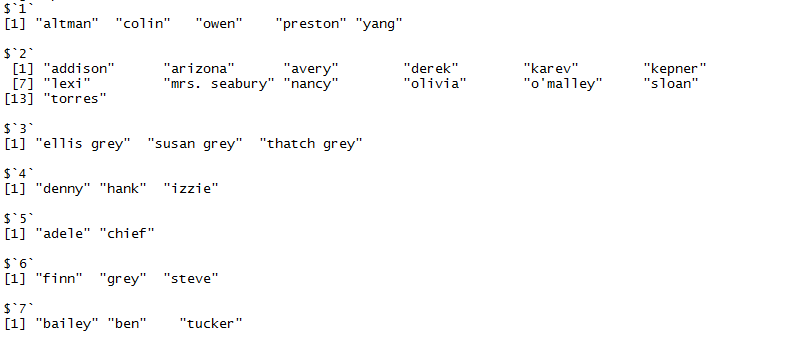 $`1`
[1] "altman"  "colin"   "owen"    "preston" "yang"
$`2`
 [1] "addison"      "arizona"      "avery"        "derek"        "karev"        "kepner"
 [7] "lexi"         "mrs. seabury" "nancy"        "olivia"       "o'malley"     "sloan"
[13] "torres"
$`3`
[1] "ellis grey"  "susan grey"  "thatch grey"
$`4`
[1] "denny" "hank"  "izzie"
$`5`
[1] "adele" "chief"
$`6`
[1] "finn"  "grey"  "steve"
$`7`
[1] "bailey" "ben"    "tucker"